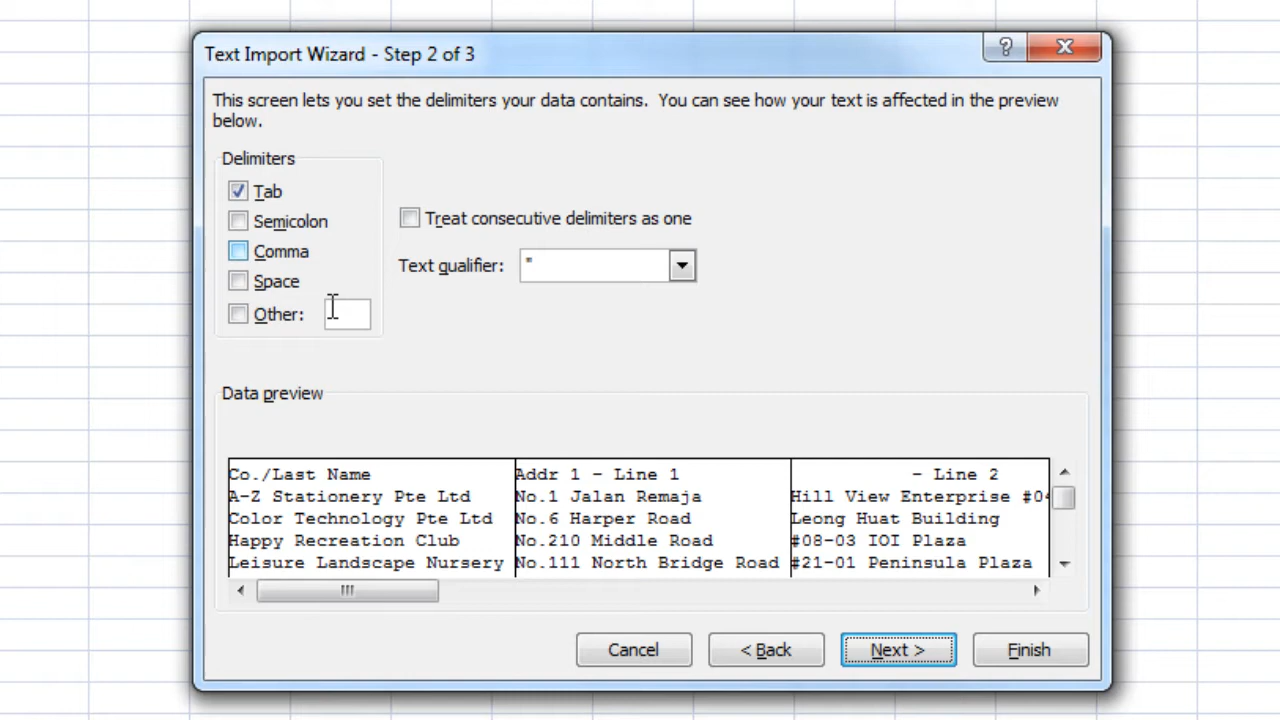 Text Import Wizard - Step 2 of 3
This screen lets you set the delimiters your data contains. You can see how your text is affected in the preview
below.
Delimiters
Tab
Semicolon
Comma
Space
Other:
Treat consecutive delimiters as one
Text qualifier: "
Data preview
Co./Last Name Addr 1 - Line 1 - Line 2
A-Z Stationery Pte Ltd No.1 Jalan Remaja Hill View Enterprise
Color Technology Pte Ltd No.6 Harper Road Leong Huat Building
Happy Recreation Club No.210 Middle Road #08-03 IOI Plaza
Leisure Landscape Nursery No.111 North Bridge Road #21-01 Peninsula Plaza
Cancel < Back Next > Finish